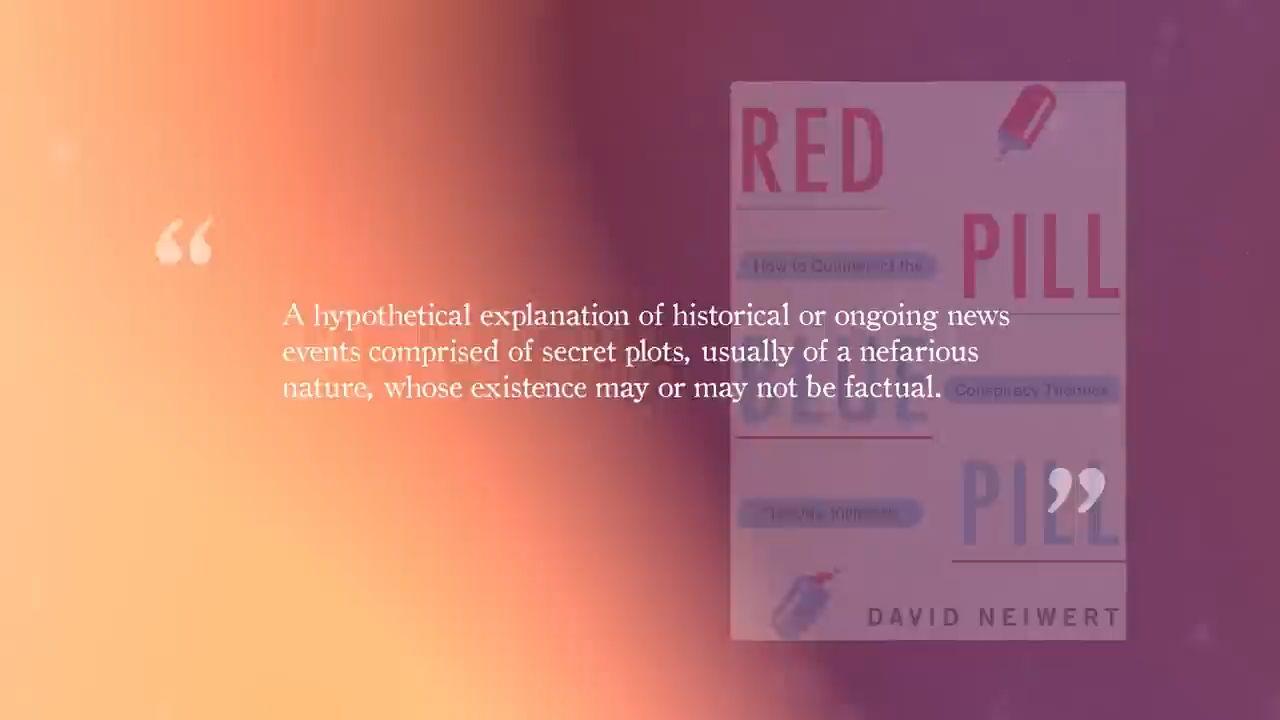 “
A hypothetical explanation of historical or ongoing news
events comprised of secret plots, usually of a nefarious
nature, whose existence may or may not be factual.
”
RED
PILL
How to Counteract the
BLUE
Conspiracy Theories
PILL
DAVID NEIWERT